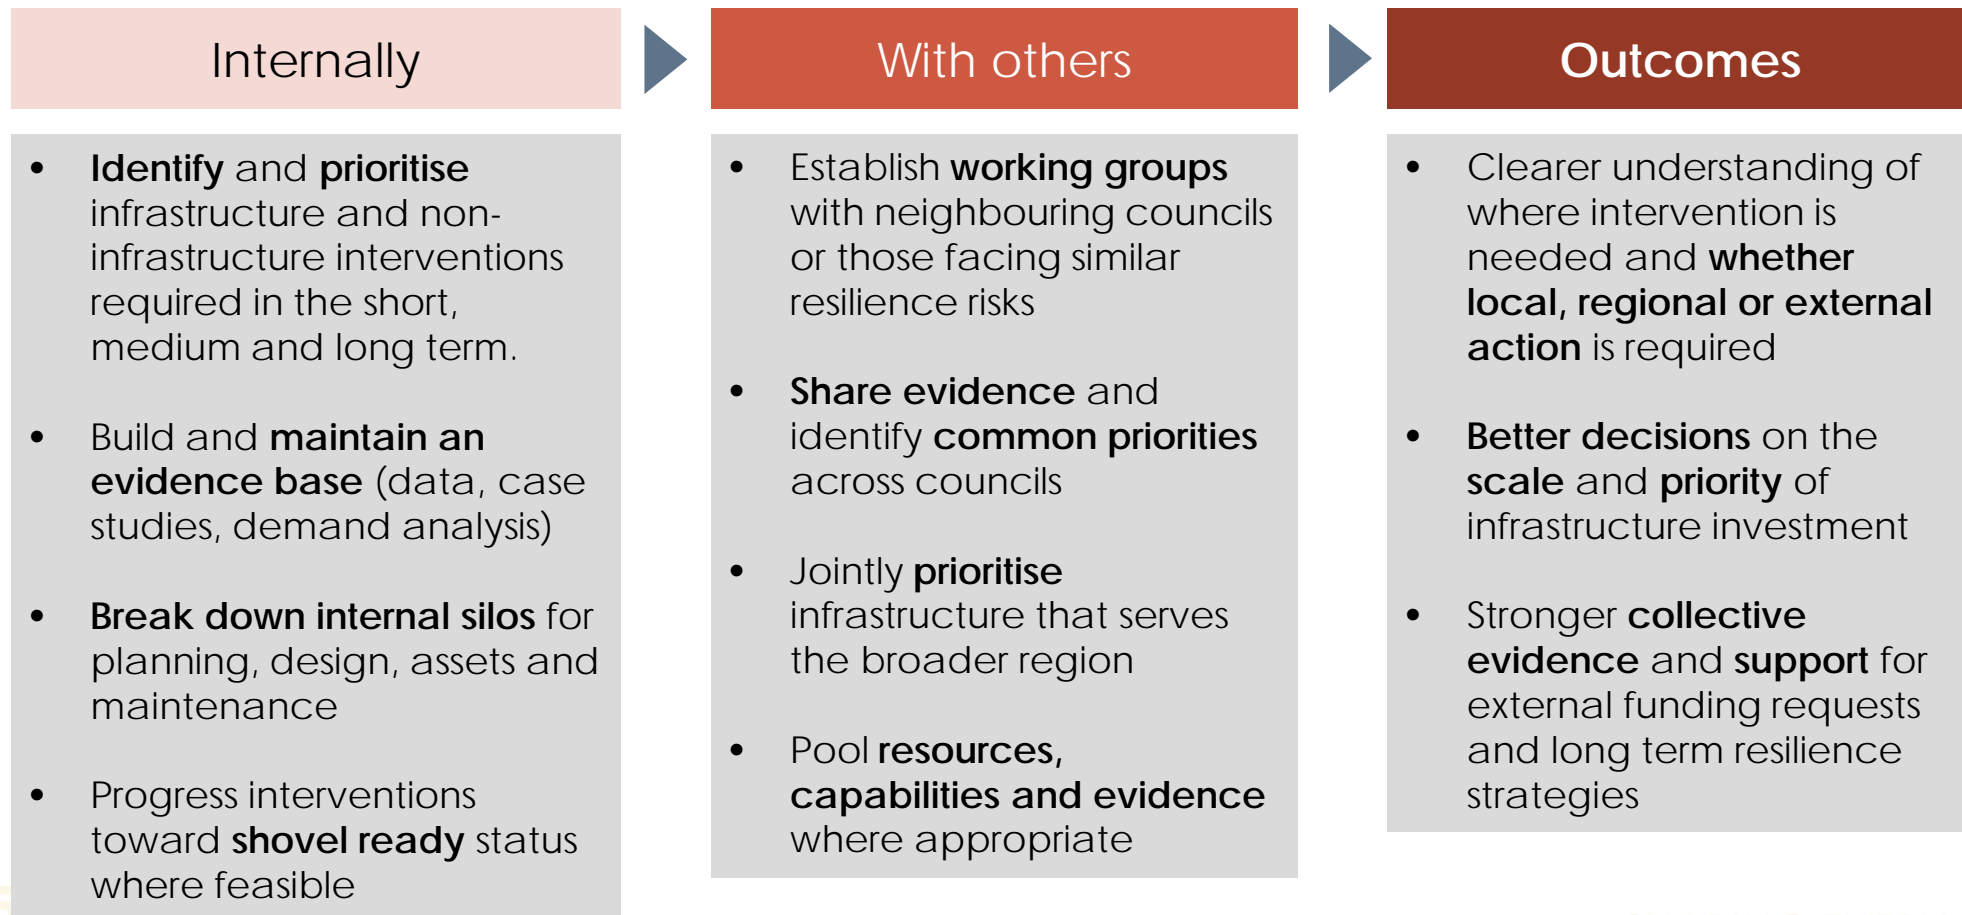 Internally
• Identify and prioritise
infrastructure and non-
infrastructure interventions
required in the short,
medium and long term.
• Build and maintain an
evidence base (data, case
studies, demand analysis)
• Break down internal silos for
planning, design, assets and
maintenance
• Progress interventions
toward shovel ready status
where feasible
With others
• Establish working groups
with neighbouring councils
or those facing similar
resilience risks
• Share evidence and
identify common priorities
across councils
• Jointly prioritise
infrastructure that serves
the broader region
• Pool resources,
capabilities and evidence
where appropriate
Outcomes
• Clearer understanding of
where intervention is
needed and whether
local, regional or external
action is required
• Better decisions on the
scale and priority of
infrastructure investment
• Stronger collective
evidence and support for
external funding requests
and long term resilience
strategies